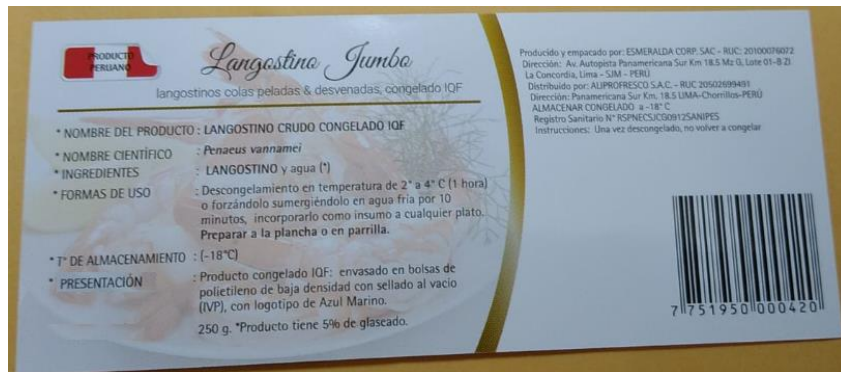 PRODUCTO
PERUANO
Langostino Jumbo
langostinos colas peladas & desvenadas, congelado IQF
* NOMBRE DEL PRODUCTO : LANGOSTINO CRUDO CONGELADO IQF
* NOMBRE CIENTÍFICO : Penaeus vannamei
* INGREDIENTES : LANGOSTINO y agua (*)
* FORMAS DE USO : Descongelamiento en temperatura de 2° a 4° C (1 hora)
o forzándolo sumergiéndolo en agua fria por 10
minutos, incorporarlo como insumo a cualquier plato.
Preparar a la plancha o en parrilla.
* T° DE ALMACENAMIENTO : (-18°C)
* PRESENTACIÓN : Producto congelado IQF: envasado en bolsas de
polietileno de baja densidad con sellado al vacio
(IVP), con logotipo de Azul Marino.
250 g. *Producto tiene 5% de glaseado.
Producido y empacado por: ESMERALDA CORP. SAC - RUC: 20100076072
Dirección: Av. Autopista Panamericana Sur Km 18.5 Mz G, Lote 01-B ZI
La Concordia, Lima - SJM - PERÚ
Distribuido por: ALIPROFRESCO S.A.C. - RUC 20502699491
Dirección: Panamericana Sur Km. 18.5 LIMA-Chorrillos-PERÚ
ALMACENAR CONGELADO a -18° C
Registro Sanitario N° RSPNECSJCG0912SANIPES
Instrucciones: Una vez descongelado, no volver a congelar
7 751950 000420